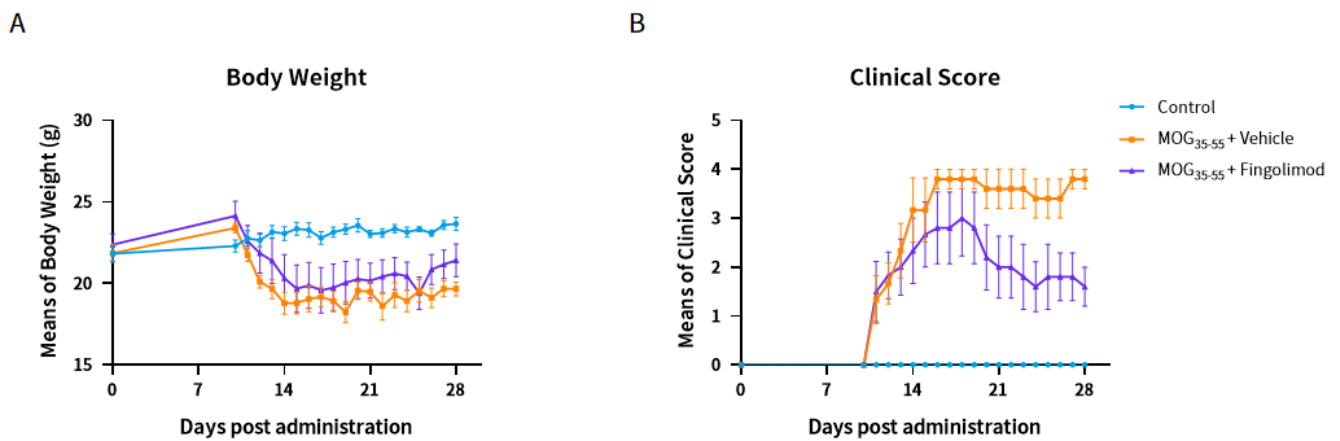 A
B
Body Weight
Clinical Score
Means of Body Weight (g)
30
25
20
15
0 7 14 21 28
Days post administration
Means of Clinical Score
5
4
3
2
1
0
0 7 14 21 28
Days post administration
Control
MOG35-55 + Vehicle
MOG35-55 + Fingolimod